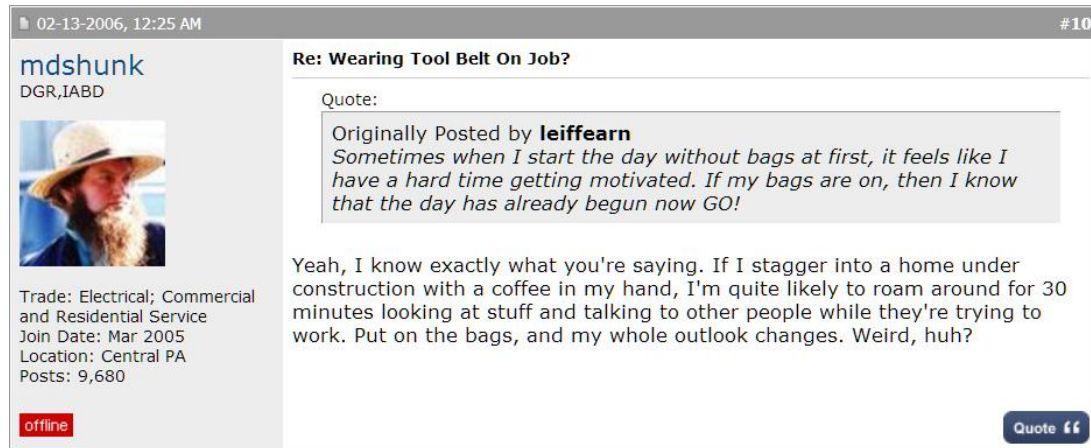 02-13-2006, 12:25 AM
#10
mdshunk
DGR,IABD
Trade: Electrical; Commercial
and Residential Service
Join Date: Mar 2005
Location: Central PA
Posts: 9,680
offline
Re: Wearing Tool Belt On Job?
Quote:
Originally Posted by leiffearn
Sometimes when I start the day without bags at first, it feels like I
have a hard time getting motivated. If my bags are on, then I know
that the day has already begun now GO!
Yeah, I know exactly what you're saying. If I stagger into a home under
construction with a coffee in my hand, I'm quite likely to roam around for 30
minutes looking at stuff and talking to other people while they're trying to
work. Put on the bags, and my whole outlook changes. Weird, huh?
Quote “